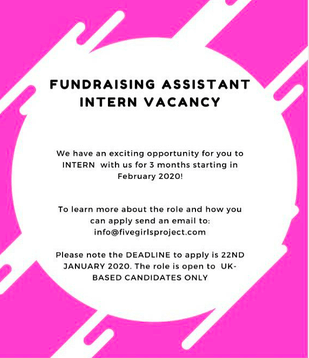 FUNDRAISING ASSISTANT
INTERN VACANCY
We have an exciting opportunity for you to
INTERN with us for 3 months starting in
February 2020!
To learn more about the role and how you
can apply send an email to:
info@fivegirlsproject.com
Please note the DEADLINE to apply is 22ND
JANUARY 2020. The role is open to UK-
BASED CANDIDATES ONLY